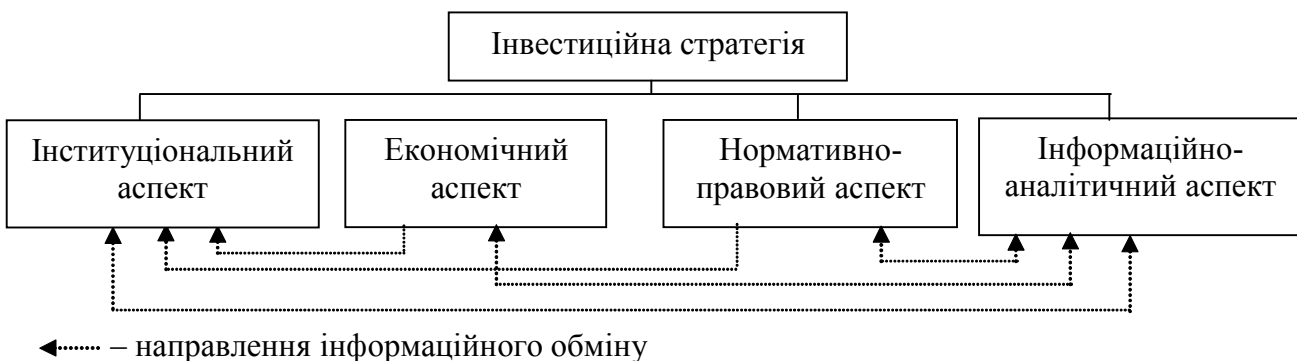 Інвестиційна стратегія
Інституціональний
аспект
Економічний
аспект
Нормативно-
правовий аспект
Інформаційно-
аналітичний аспект
– направлення інформаційного обміну